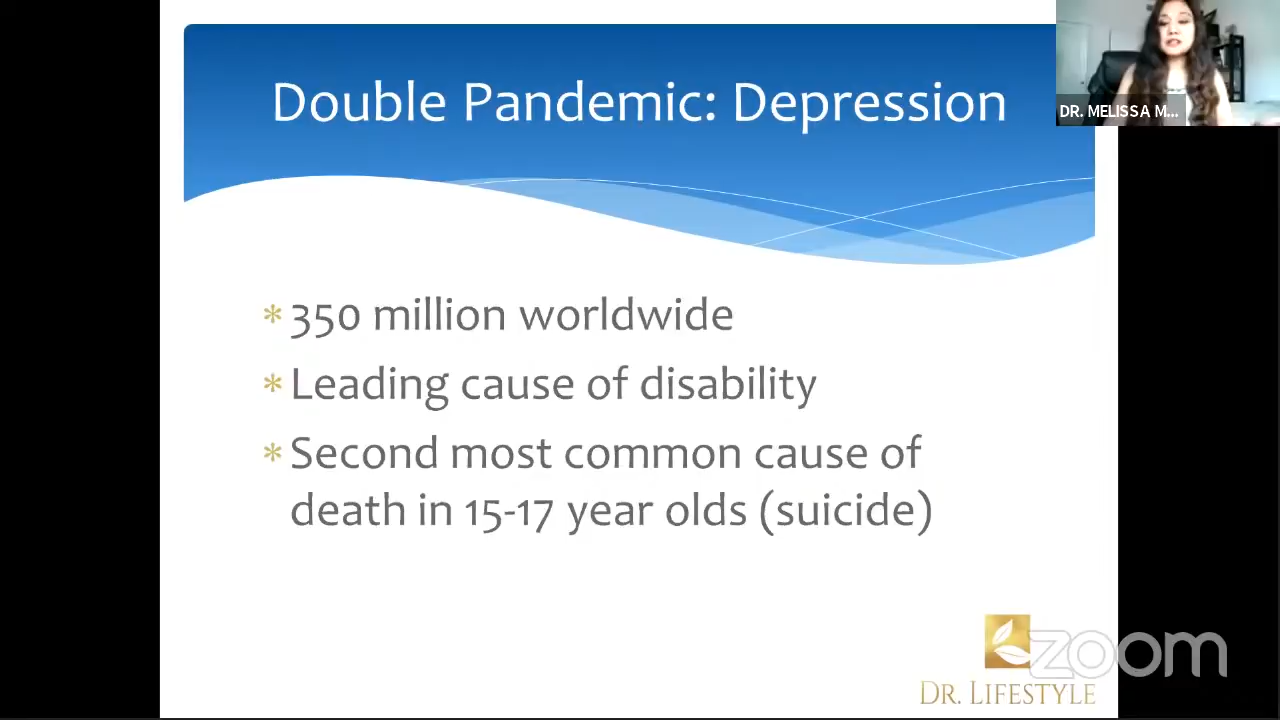 Double Pandemic: Depression
DR. MELISSA M...
* 350 million worldwide
* Leading cause of disability
* Second most common cause of
death in 15-17 year olds (suicide)
zoom
DR. LIFESTYLE